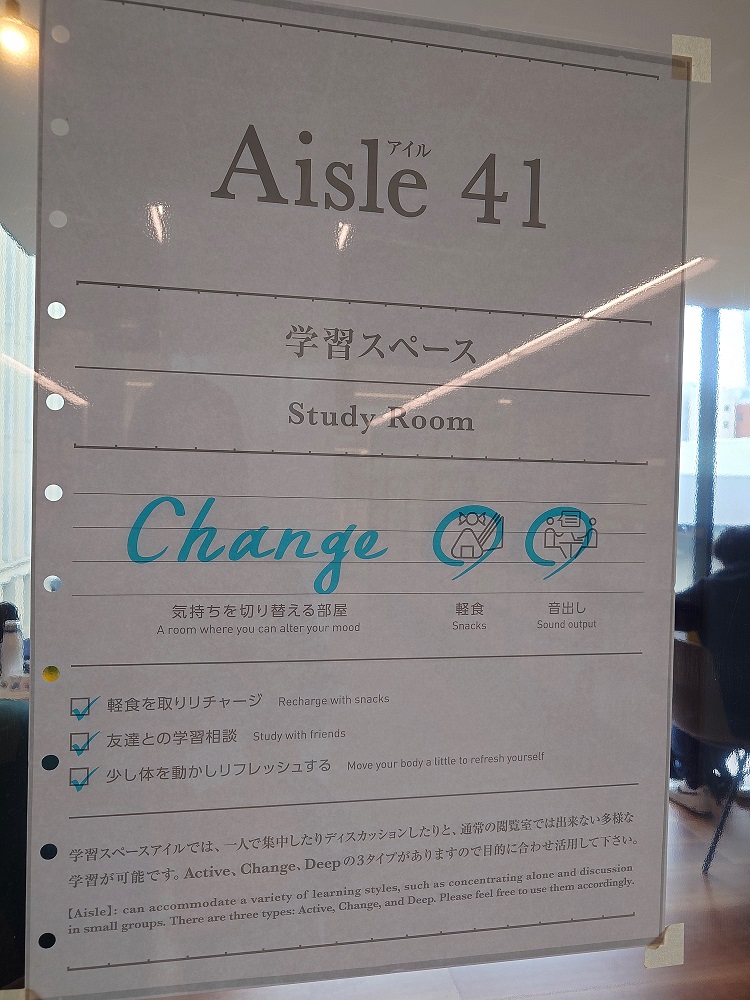 アイル
Aisle 41
学習スペース
Study Room
Change
気持ちを切り替える部屋
A room where you can alter your mood
軽食
Snacks
音出し
Sound output
軽食を取りリチャージ Recharge with snacks
友達との学習相談 Study with friends
少し体を動かしリフレッシュする Move your body a little to refresh yourself
学習スペースアイルでは、一人で集中したりディスカッションしたりと、通常の閲覧室では出来ない多様な
学習が可能です。Active、Change、Deepの3タイプがありますので目的に合わせ活用して下さい。
【Aisle】: can accommodate a variety of learning styles, such as concentrating alone and discussion
in small groups. There are three types: Active, Change, and Deep. Please feel free to use them accordingly.